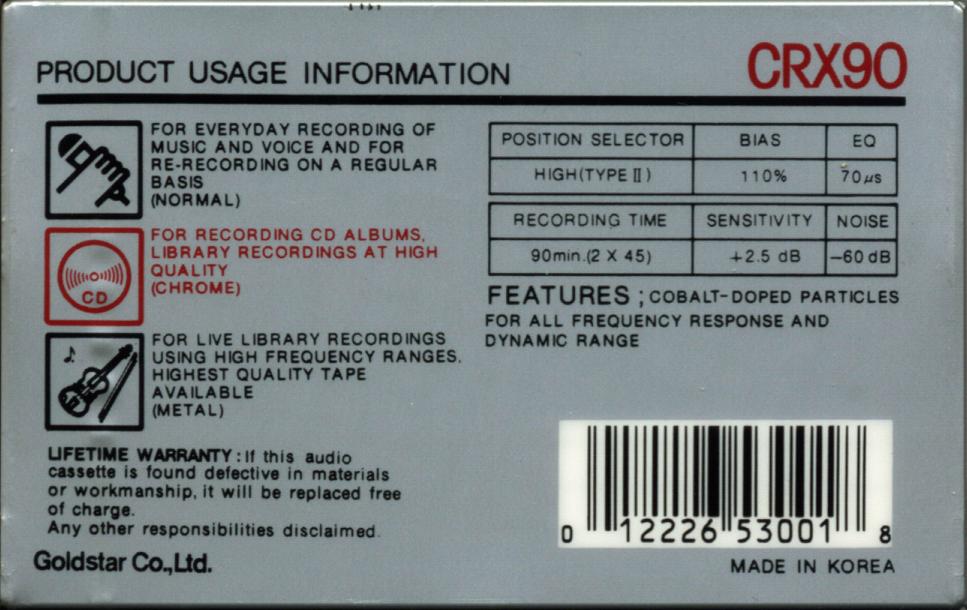 PRODUCT USAGE INFORMATION
CRX90
FOR EVERYDAY RECORDING OF
MUSIC AND VOICE AND FOR
RE-RECORDING ON A REGULAR
BASIS
(NORMAL)
CD
FOR RECORDING CD ALBUMS,
LIBRARY RECORDINGS AT HIGH
QUALITY
(CHROME)
FOR LIVE LIBRARY RECORDINGS
USING HIGH FREQUENCY RANGES.
HIGHEST QUALITY TAPE
AVAILABLE
(METAL)
LIFETIME WARRANTY : If this audio
cassette is found defective in materials
or workmanship, it will be replaced free
of charge.
Any other responsibilities disclaimed.
Goldstar Co.,Ltd.
POSITION SELECTOR BIAS EQ
HIGH(TYPE II) 110% 70μs
RECORDING TIME SENSITIVITY NOISE
90min.(2 X 45) +2.5 dB -60 dB
FEATURES ; COBALT-DOPED PARTICLES
FOR ALL FREQUENCY RESPONSE AND
DYNAMIC RANGE
0 12226 53001 8
MADE IN KOREA